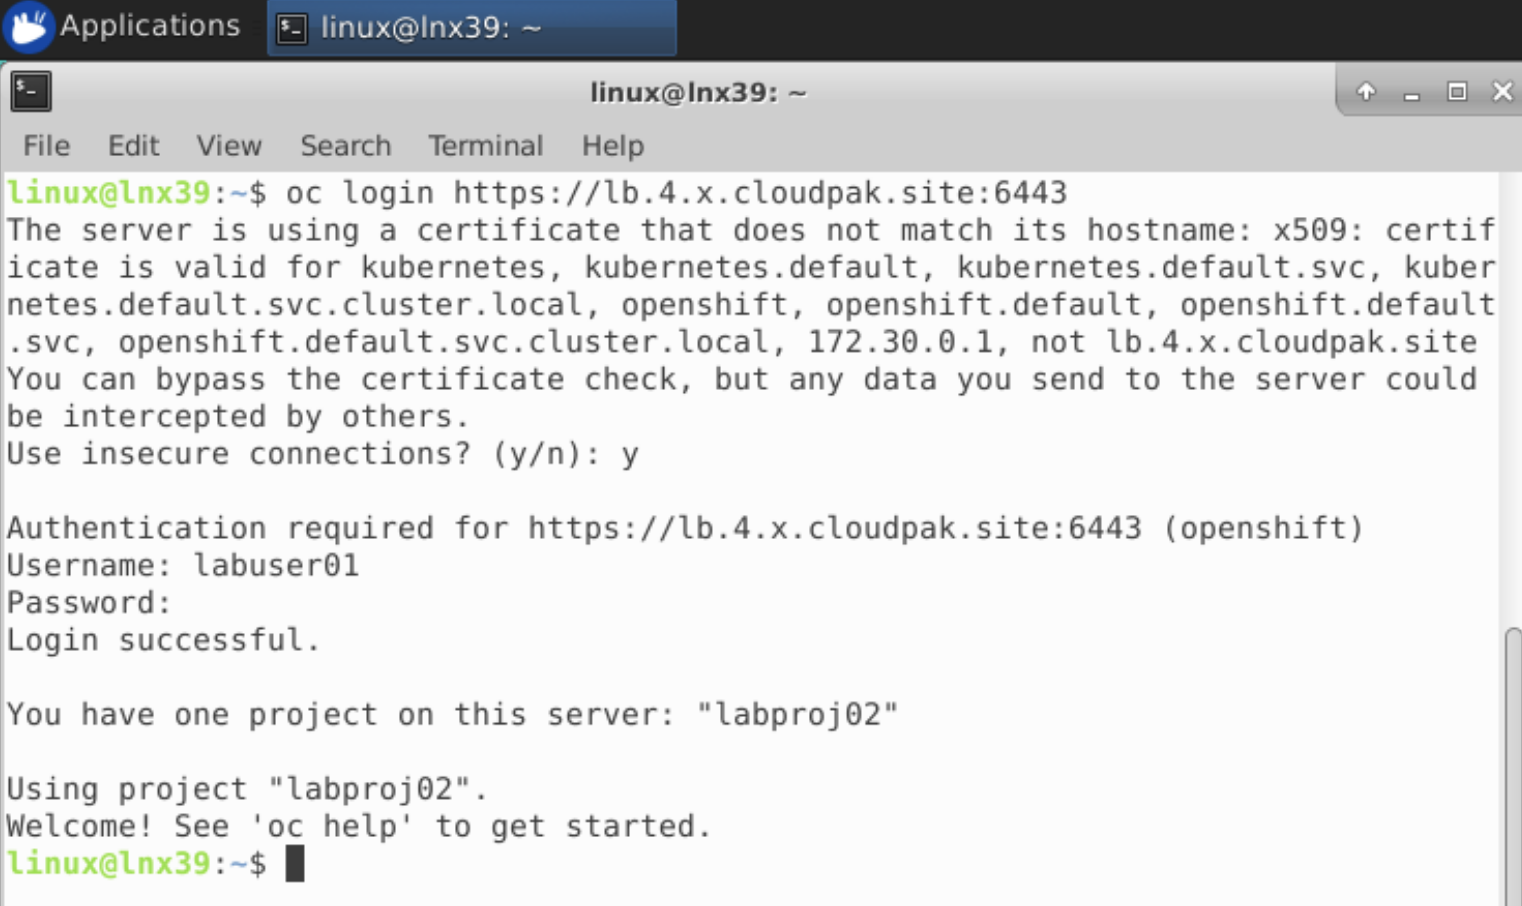 Applications
linux@lnx39: ~
linux@lnx39: ~
File Edit View Search Terminal Help
linux@lnx39:~$ oc login https://lb.4.x.cloudpak.site:6443
The server is using a certificate that does not match its hostname: x509: certif
icate is valid for kubernetes, kubernetes.default, kubernetes.default.svc, kuber
netes.default.svc.cluster.local, openshift, openshift.default, openshift.default
.svc, openshift.default.svc.cluster.local, 172.30.0.1, not lb.4.x.cloudpak.site
You can bypass the certificate check, but any data you send to the server could
be intercepted by others.
Use insecure connections? (y/n): y
Authentication required for https://lb.4.x.cloudpak.site:6443 (openshift)
Username: labuser01
Password:
Login successful.
You have one project on this server: "labproj02"
Using project "labproj02".
Welcome! See 'oc help' to get started.
linux@lnx39:~$